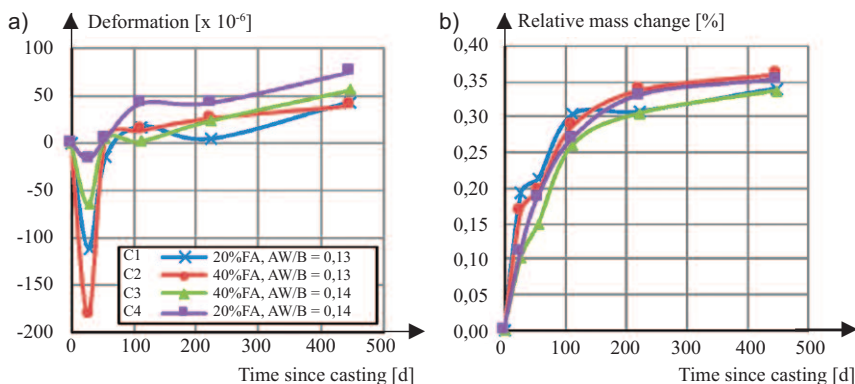 a) Deformation [x 10⁻⁶]
100
50
0
-50
-100
-150
-200
C1 20%FA, AW/B = 0,13
C2 40%FA, AW/B = 0,13
C3 40%FA, AW/B = 0,14
C4 20%FA, AW/B = 0,14
0 100 200 300 400 500
Time since casting [d]
b) Relative mass change [%]
0,40
0,35
0,30
0,25
0,20
0,15
0,10
0,05
0,00
0 100 200 300 400 500
Time since casting [d]